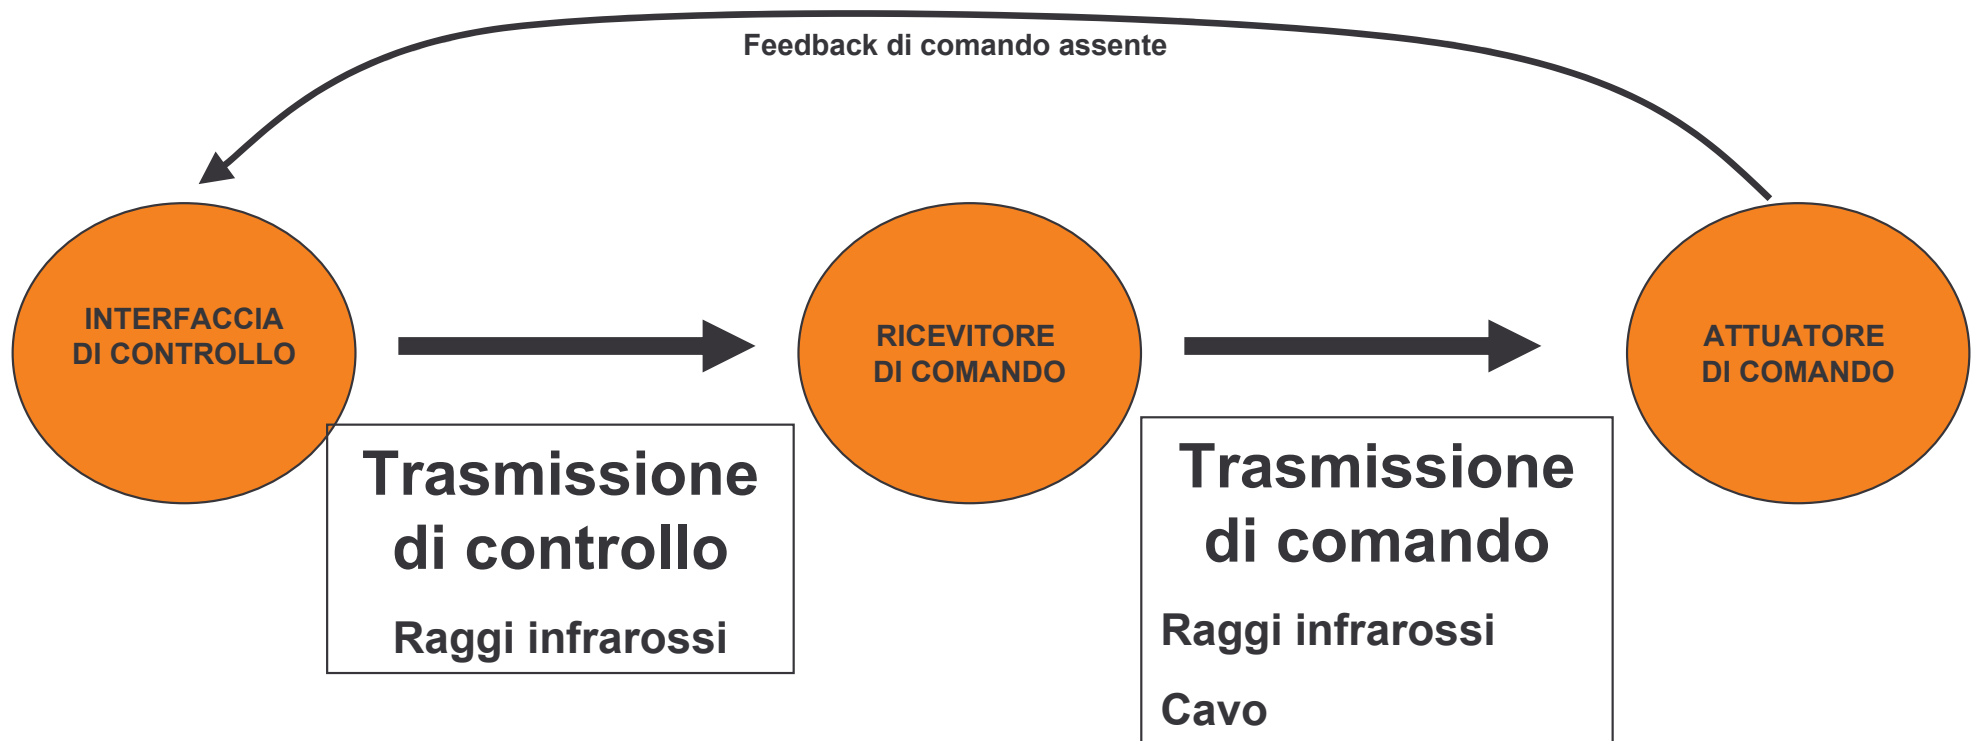 Feedback di comando assente
INTERFACCIA
DI CONTROLLO
RICEVITORE
DI COMANDO
ATTUATORE
DI COMANDO
Trasmissione
di controllo
Raggi infrarossi
Trasmissione
di comando
Raggi infrarossi
Cavo